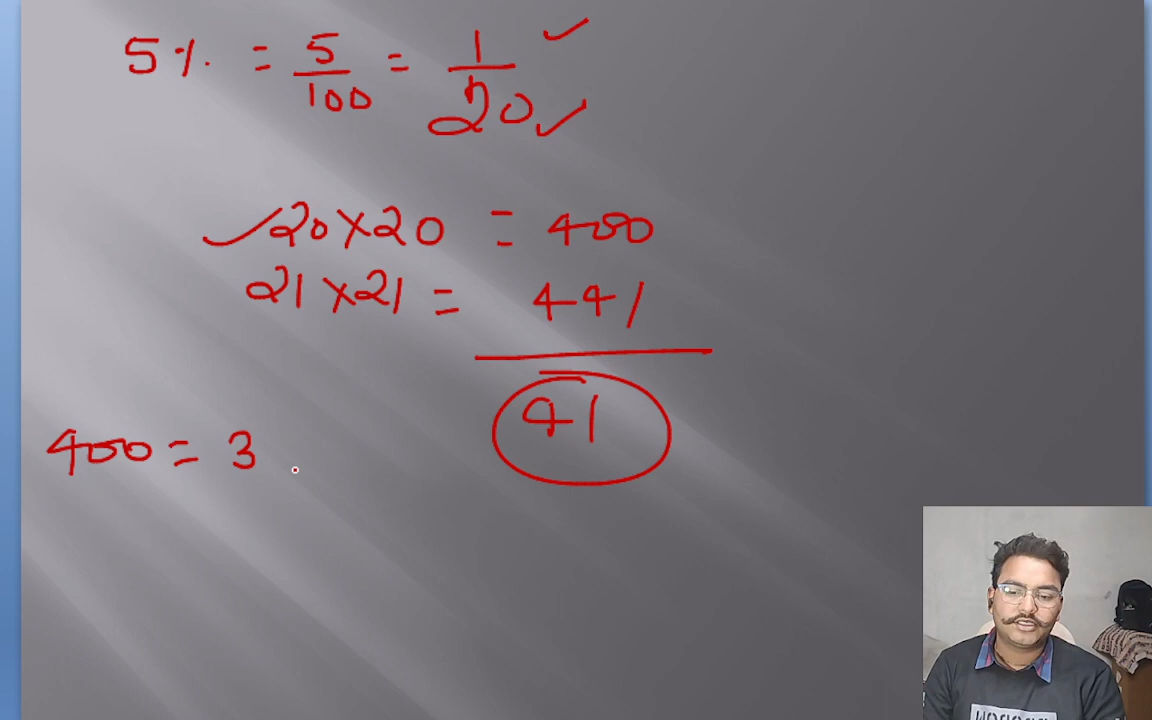 5% = 5/100 = 1/20
20×20 = 400
21×21 = 441
41
400 = 3